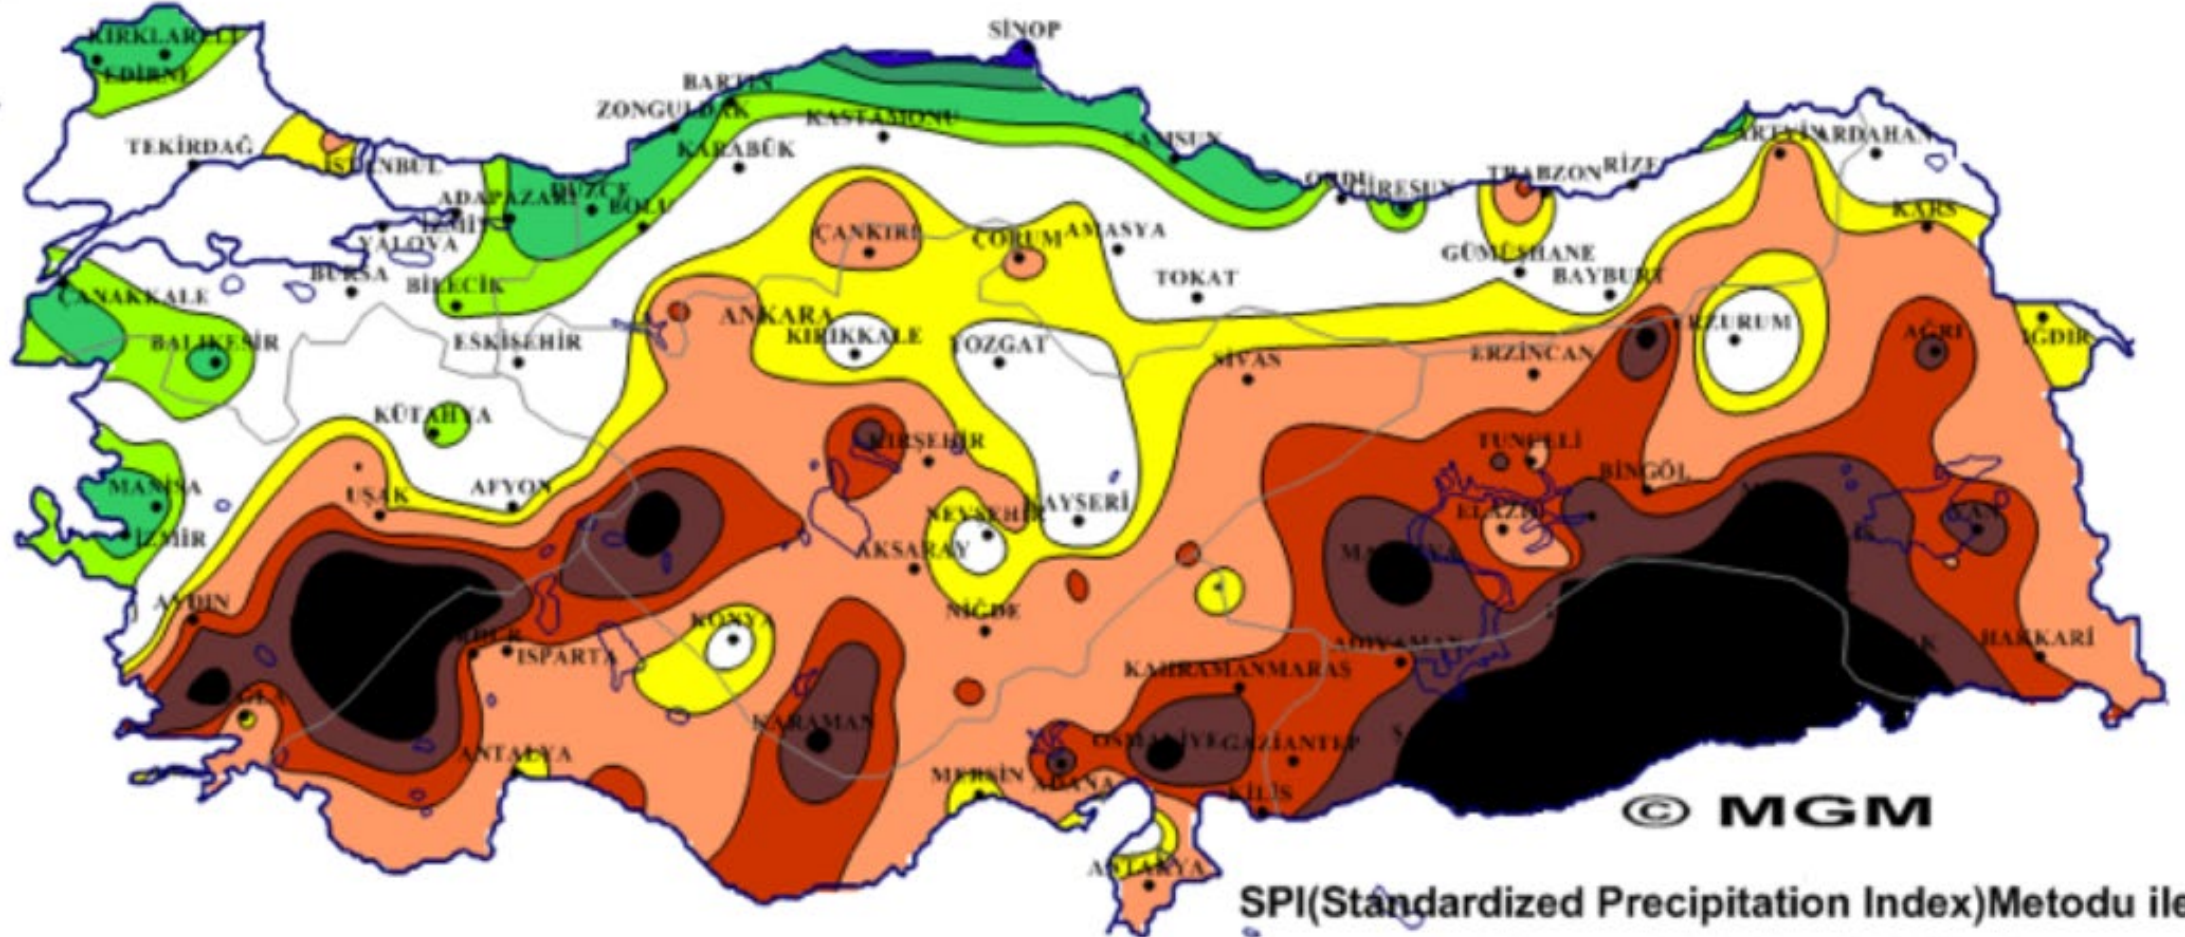 SİNOP
KIRKLARELİ
EDİRNE
BARTIN
ZONGULDAK
KASTAMONU
TEKİRDAĞ
İSTANBUL
KARABÜK
SAMSUN
ARTVİN
ARDAHAN
ADAPAZARI
DÜZCE
BOLU
ORDU
GİRESUN
TRABZON
RİZE
İZMİT
YALOVA
ÇANKIRI
ÇORUM
AMASYA
KARS
BURSA
BİLECİK
TOKAT
GÜMÜŞHANE
BAYBURT
ÇANAKKALE
ANKARA
BALIKESİR
ESKİŞEHİR
KIRIKKALE
YOZGAT
SİVAS
ERZİNCAN
ERZURUM
AĞRI
IĞDIR
KÜTAHYA
KIRŞEHİR
TUNCELİ
BİNGÖL
MANİSA
UŞAK
AFYON
NEVŞEHİR
KAYSERİ
ELAZIĞ
VAN
İZMİR
AKSARAY
AYDIN
KONYA
NİĞDE
ISPARTA
ADIYAMAN
HAKKARİ
KAHRAMANMARAŞ
KARAMAN
ANTALYA
OSMANİYE
GAZİANTEP
MERSİN
ADANA
KİLİS
ANTAKYA
© MGM
SPI(Standardized Precipitation Index)Metodu ile